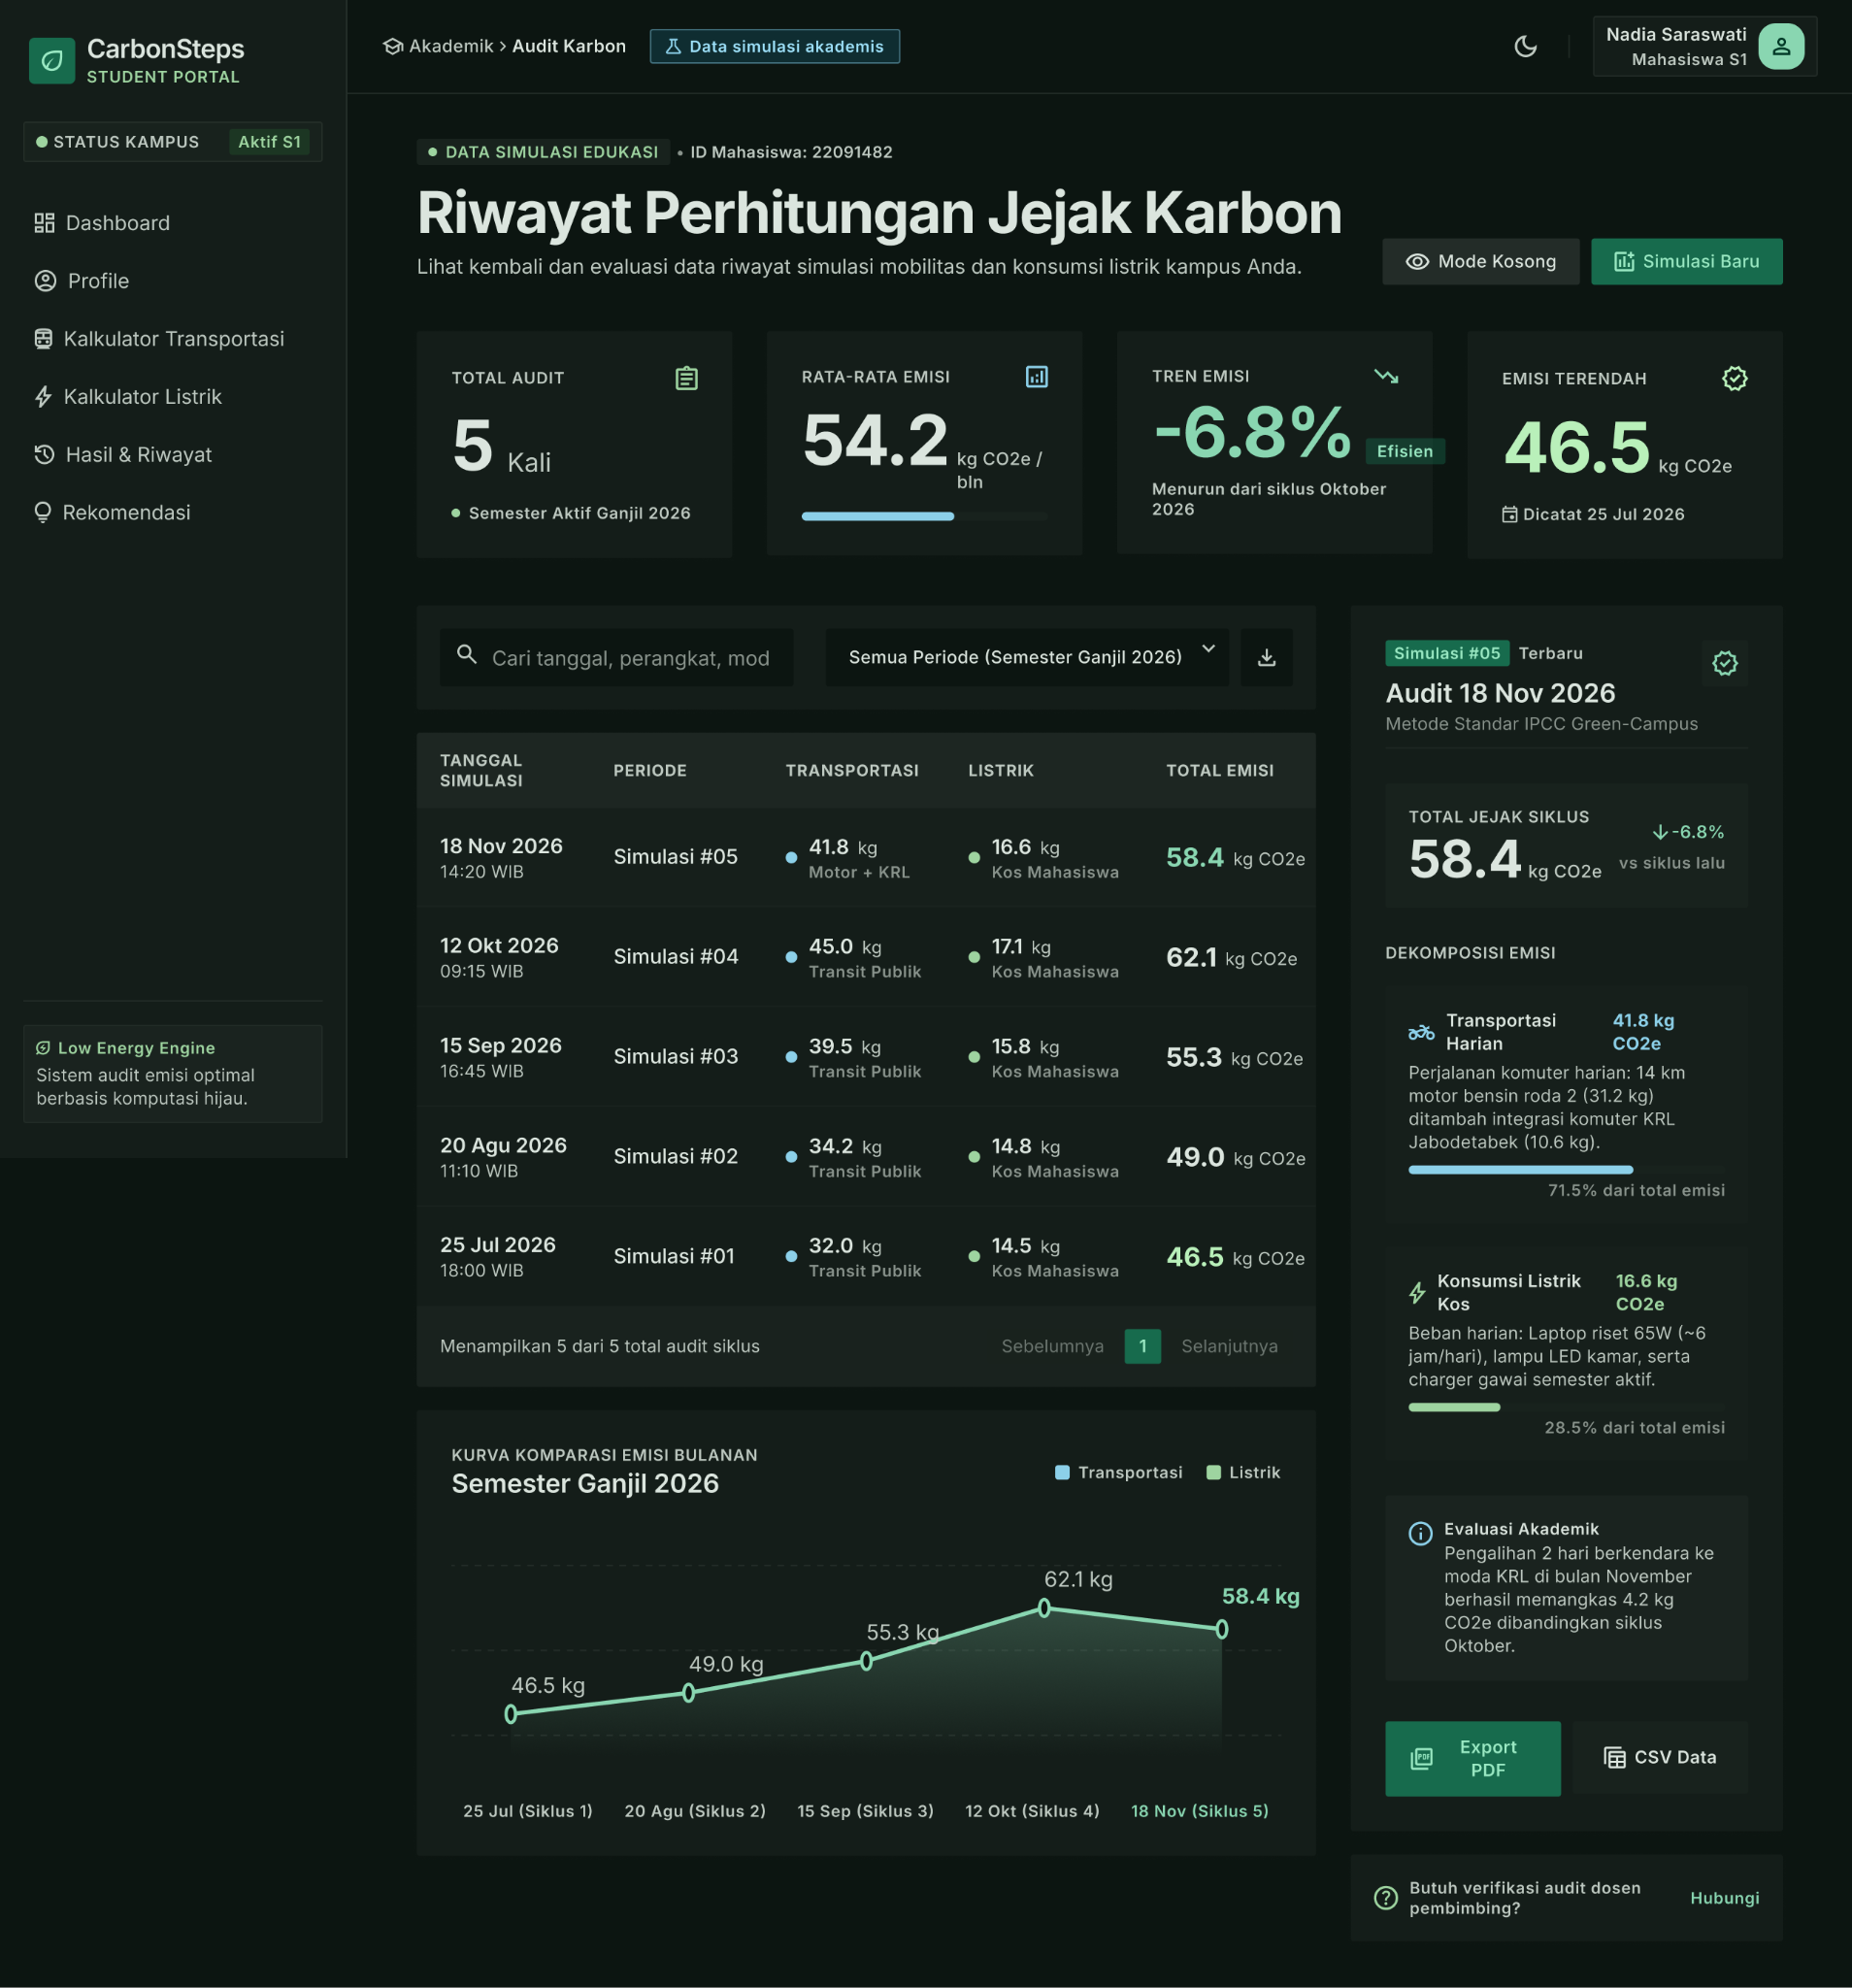 CarbonSteps
STUDENT PORTAL
STATUS KAMPUS
Aktif S1
Dashboard
Profile
Kalkulator Transportasi
Kalkulator Listrik
Hasil & Riwayat
Rekomendasi
Low Energy Engine
Sistem audit emisi optimal
berbasis komputasi hijau.
Akademik > Audit Karbon
Data simulasi akademis
Nadia Saraswati
Mahasiswa S1
DATA SIMULASI EDUKASI • ID Mahasiswa: 22091482
Riwayat Perhitungan Jejak Karbon
Lihat kembali dan evaluasi data riwayat simulasi mobilitas dan konsumsi listrik kampus Anda.
Mode Kosong
Simulasi Baru
TOTAL AUDIT
5 Kali
Semester Aktif Ganjil 2026
RATA-RATA EMISI
54.2 kg CO2e /
bln
TREN EMISI
-6.8% Efisien
Menurun dari siklus Oktober
2026
EMISI TERENDAH
46.5 kg CO2e
Dicatat 25 Jul 2026
Cari tanggal, perangkat, mod
Semua Periode (Semester Ganjil 2026)
TANGGAL
SIMULASI
PERIODE
TRANSPORTASI
LISTRIK
TOTAL EMISI
18 Nov 2026
14:20 WIB
Simulasi #05
41.8 kg
Motor + KRL
16.6 kg
Kos Mahasiswa
58.4 kg CO2e
12 Okt 2026
09:15 WIB
Simulasi #04
45.0 kg
Transit Publik
17.1 kg
Kos Mahasiswa
62.1 kg CO2e
15 Sep 2026
16:45 WIB
Simulasi #03
39.5 kg
Transit Publik
15.8 kg
Kos Mahasiswa
55.3 kg CO2e
20 Agu 2026
11:10 WIB
Simulasi #02
34.2 kg
Transit Publik
14.8 kg
Kos Mahasiswa
49.0 kg CO2e
25 Jul 2026
18:00 WIB
Simulasi #01
32.0 kg
Transit Publik
14.5 kg
Kos Mahasiswa
46.5 kg CO2e
Menampilkan 5 dari 5 total audit siklus
Sebelumnya 1 Selanjutnya
KURVA KOMPARASI EMISI BULANAN
Semester Ganjil 2026
Transportasi
Listrik
46.5 kg
49.0 kg
55.3 kg
62.1 kg
58.4 kg
25 Jul (Siklus 1)
20 Agu (Siklus 2)
15 Sep (Siklus 3)
12 Okt (Siklus 4)
18 Nov (Siklus 5)
Simulasi #05 Terbaru
Audit 18 Nov 2026
Metode Standar IPCC Green-Campus
TOTAL JEJAK SIKLUS
58.4 kg CO2e
↓-6.8%
vs siklus lalu
DEKOMPOSISI EMISI
Transportasi
Harian
41.8 kg
CO2e
Perjalanan komuter harian: 14 km
motor bensin roda 2 (31.2 kg)
ditambah integrasi komuter KRL
Jabodetabek (10.6 kg).
71.5% dari total emisi
Konsumsi Listrik
Kos
16.6 kg
CO2e
Beban harian: Laptop riset 65W (~6
jam/hari), lampu LED kamar, serta
charger gawai semester aktif.
28.5% dari total emisi
Evaluasi Akademik
Pengalihan 2 hari berkendara ke
moda KRL di bulan November
berhasil memangkas 4.2 kg
CO2e dibandingkan siklus
Oktober.
PDF
Export
PDF
CSV Data
Butuh verifikasi audit dosen
pembimbing?
Hubungi